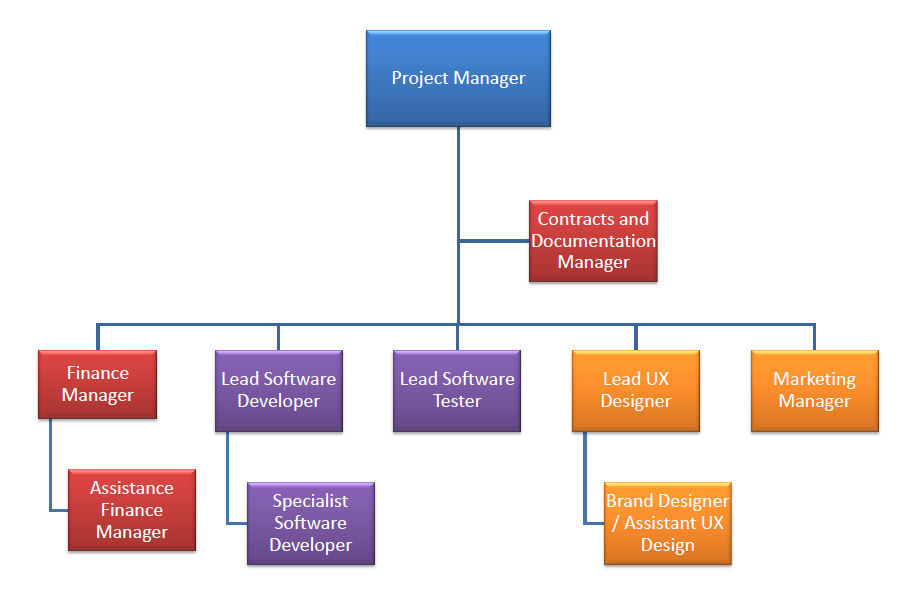 Project Manager
Contracts and
Documentation
Manager
Finance
Manager
Lead Software
Developer
Lead Software
Tester
Lead UX
Designer
Marketing
Manager
Assistance
Finance
Manager
Specialist
Software
Developer
Brand Designer
/ Assistant UX
Design